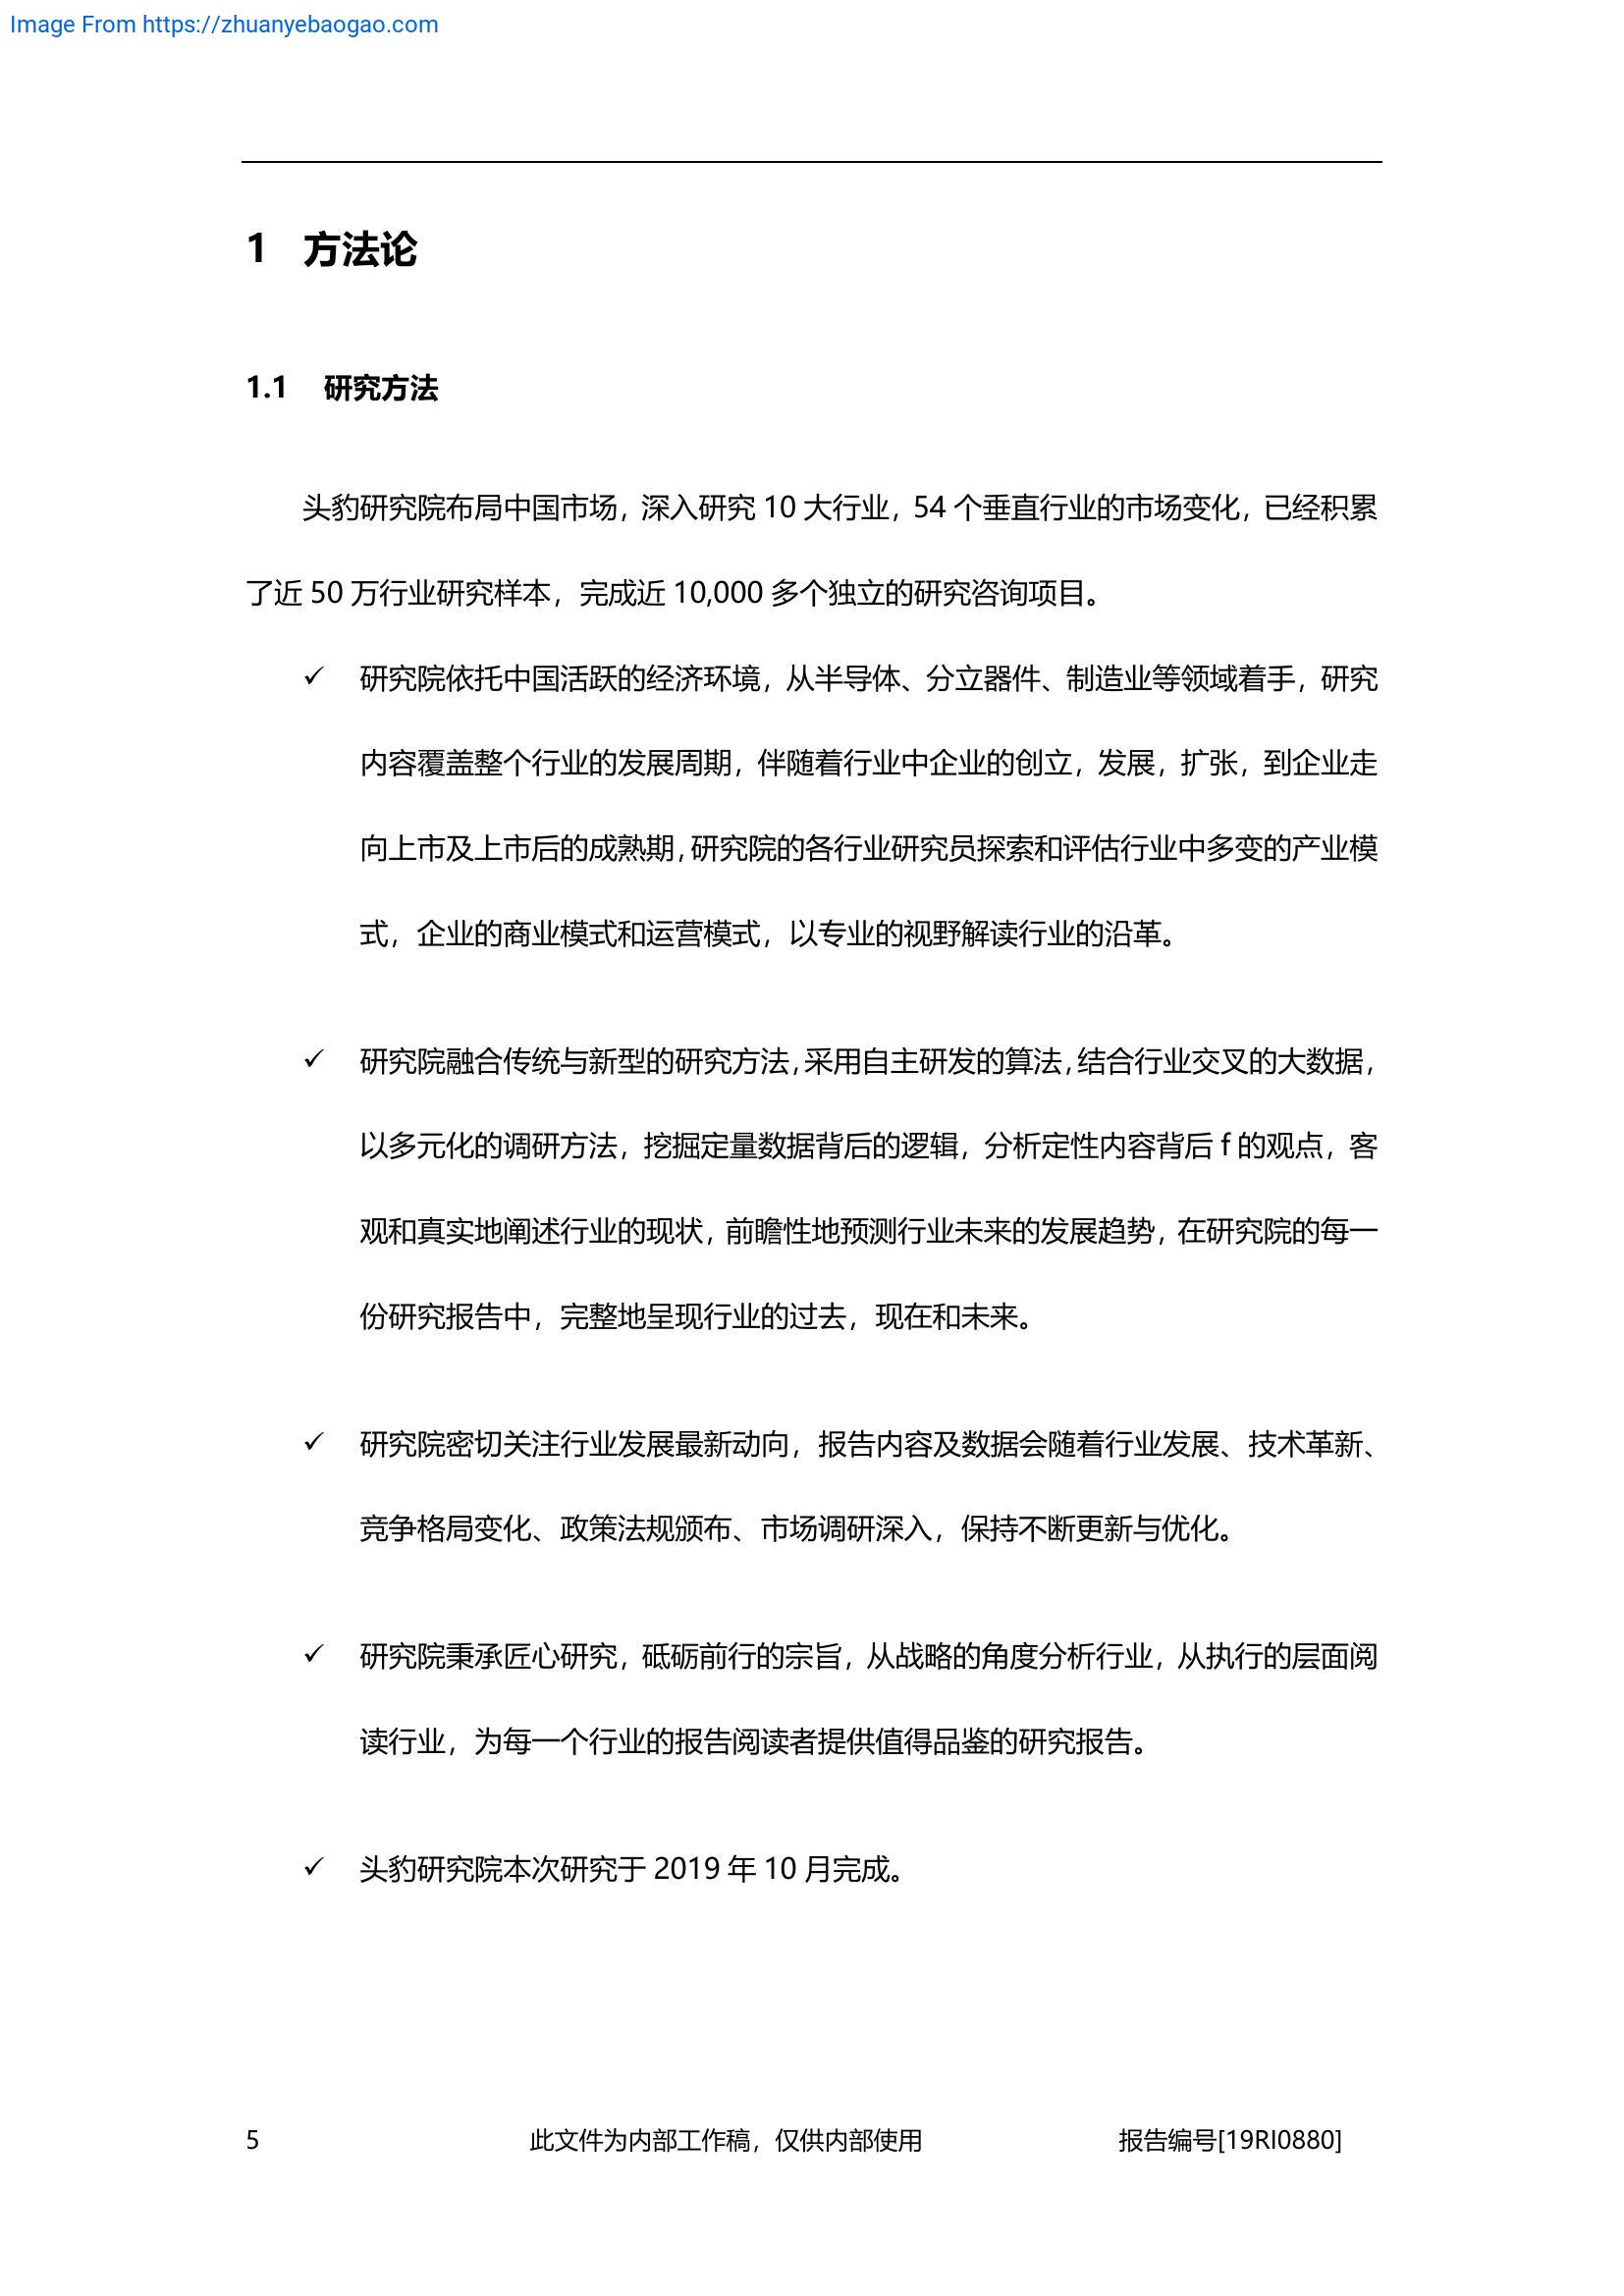 Image From https://zhuanyebaogao.com
1 方法论
1.1 研究方法
头豹研究院布局中国市场，深入研究 10 大行业，54 个垂直行业的市场变化，已经积累
了近 50 万行业研究样本，完成近 10,000 多个独立的研究咨询项目。
✓ 研究院依托中国活跃的经济环境，从半导体、分立器件、制造业等领域着手，研究
内容覆盖整个行业的发展周期，伴随着行业中企业的创立，发展，扩张，到企业走
向上市及上市后的成熟期，研究院的各行业研究员探索和评估行业中多变的产业模
式，企业的商业模式和运营模式，以专业的视野解读行业的沿革。
✓ 研究院融合传统与新型的研究方法，采用自主研发的算法，结合行业交叉的大数据，
以多元化的调研方法，挖掘定量数据背后的逻辑，分析定性内容背后 f 的观点，客
观和真实地阐述行业的现状，前瞻性地预测行业未来的发展趋势，在研究院的每一
份研究报告中，完整地呈现行业的过去，现在和未来。
✓ 研究院密切关注行业发展最新动向，报告内容及数据会随着行业发展、技术革新、
竞争格局变化、政策法规颁布、市场调研深入，保持不断更新与优化。
✓ 研究院秉承匠心研究，砥砺前行的宗旨，从战略的角度分析行业，从执行的层面阅
读行业，为每一个行业的报告阅读者提供值得品鉴的研究报告。
✓ 头豹研究院本次研究于 2019 年 10 月完成。
5 此文件为内部工作稿，仅供内部使用 报告编号[19RI0880]